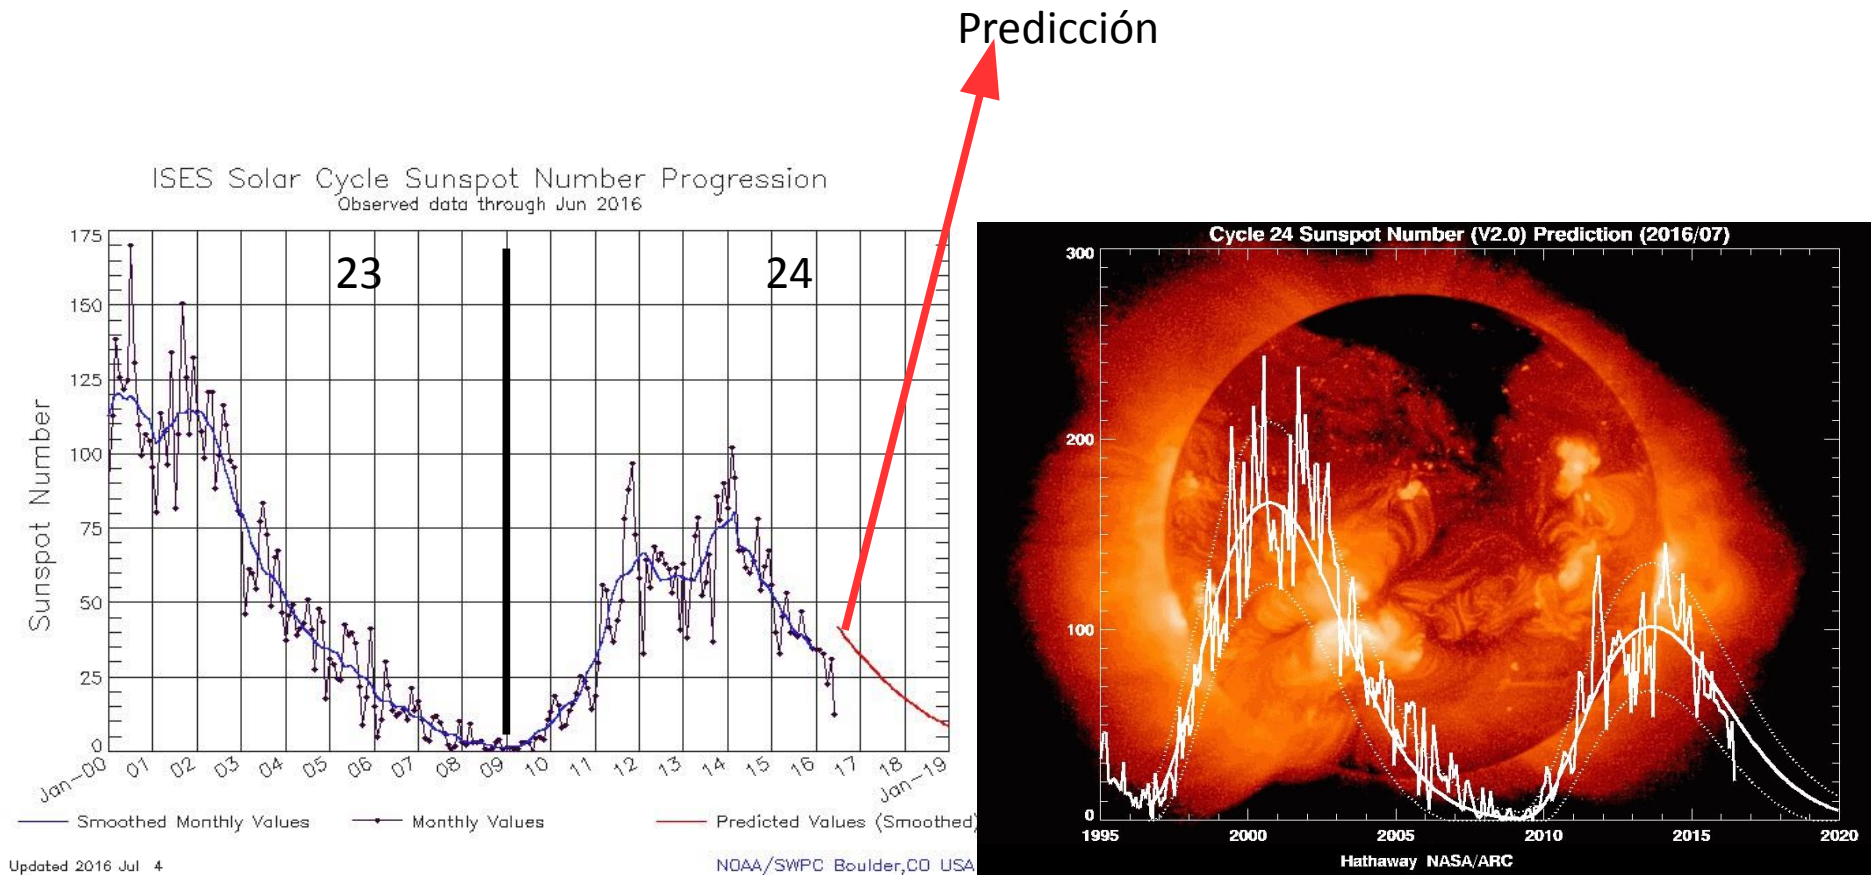 Predicción
ISES Solar Cycle Sunspot Number Progression
Observed data through Jun 2016
23
24
175
150
125
100
75
50
25
0
Sunspot Number
Jan-00 01 02 03 04 05 06 07 08 09 10 11 12 13 14 15 16 17 18 Jan-19
Smoothed Monthly Values Monthly Values Predicted Values (Smoothed)
Updated 2016 Jul 4
NOAA/SWPC Boulder,CO USA
Cycle 24 Sunspot Number (V2.0) Prediction (2016/07)
300
200
100
0
1995 2000 2005 2010 2015 2020
Hathaway NASA/ARC